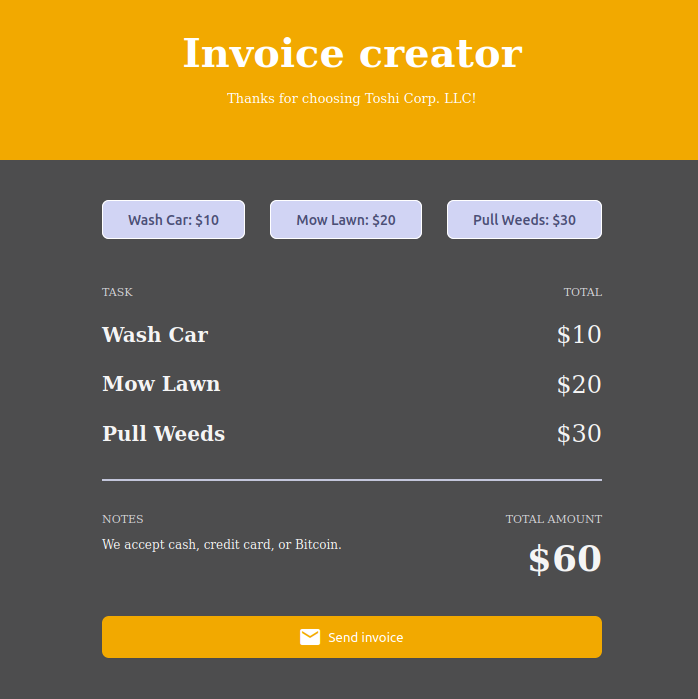 Invoice creator
Thanks for choosing Toshi Corp. LLC!
Wash Car: $10 Mow Lawn: $20 Pull Weeds: $30
TASK TOTAL
Wash Car $10
Mow Lawn $20
Pull Weeds $30
NOTES TOTAL AMOUNT
We accept cash, credit card, or Bitcoin.
$60
Send invoice